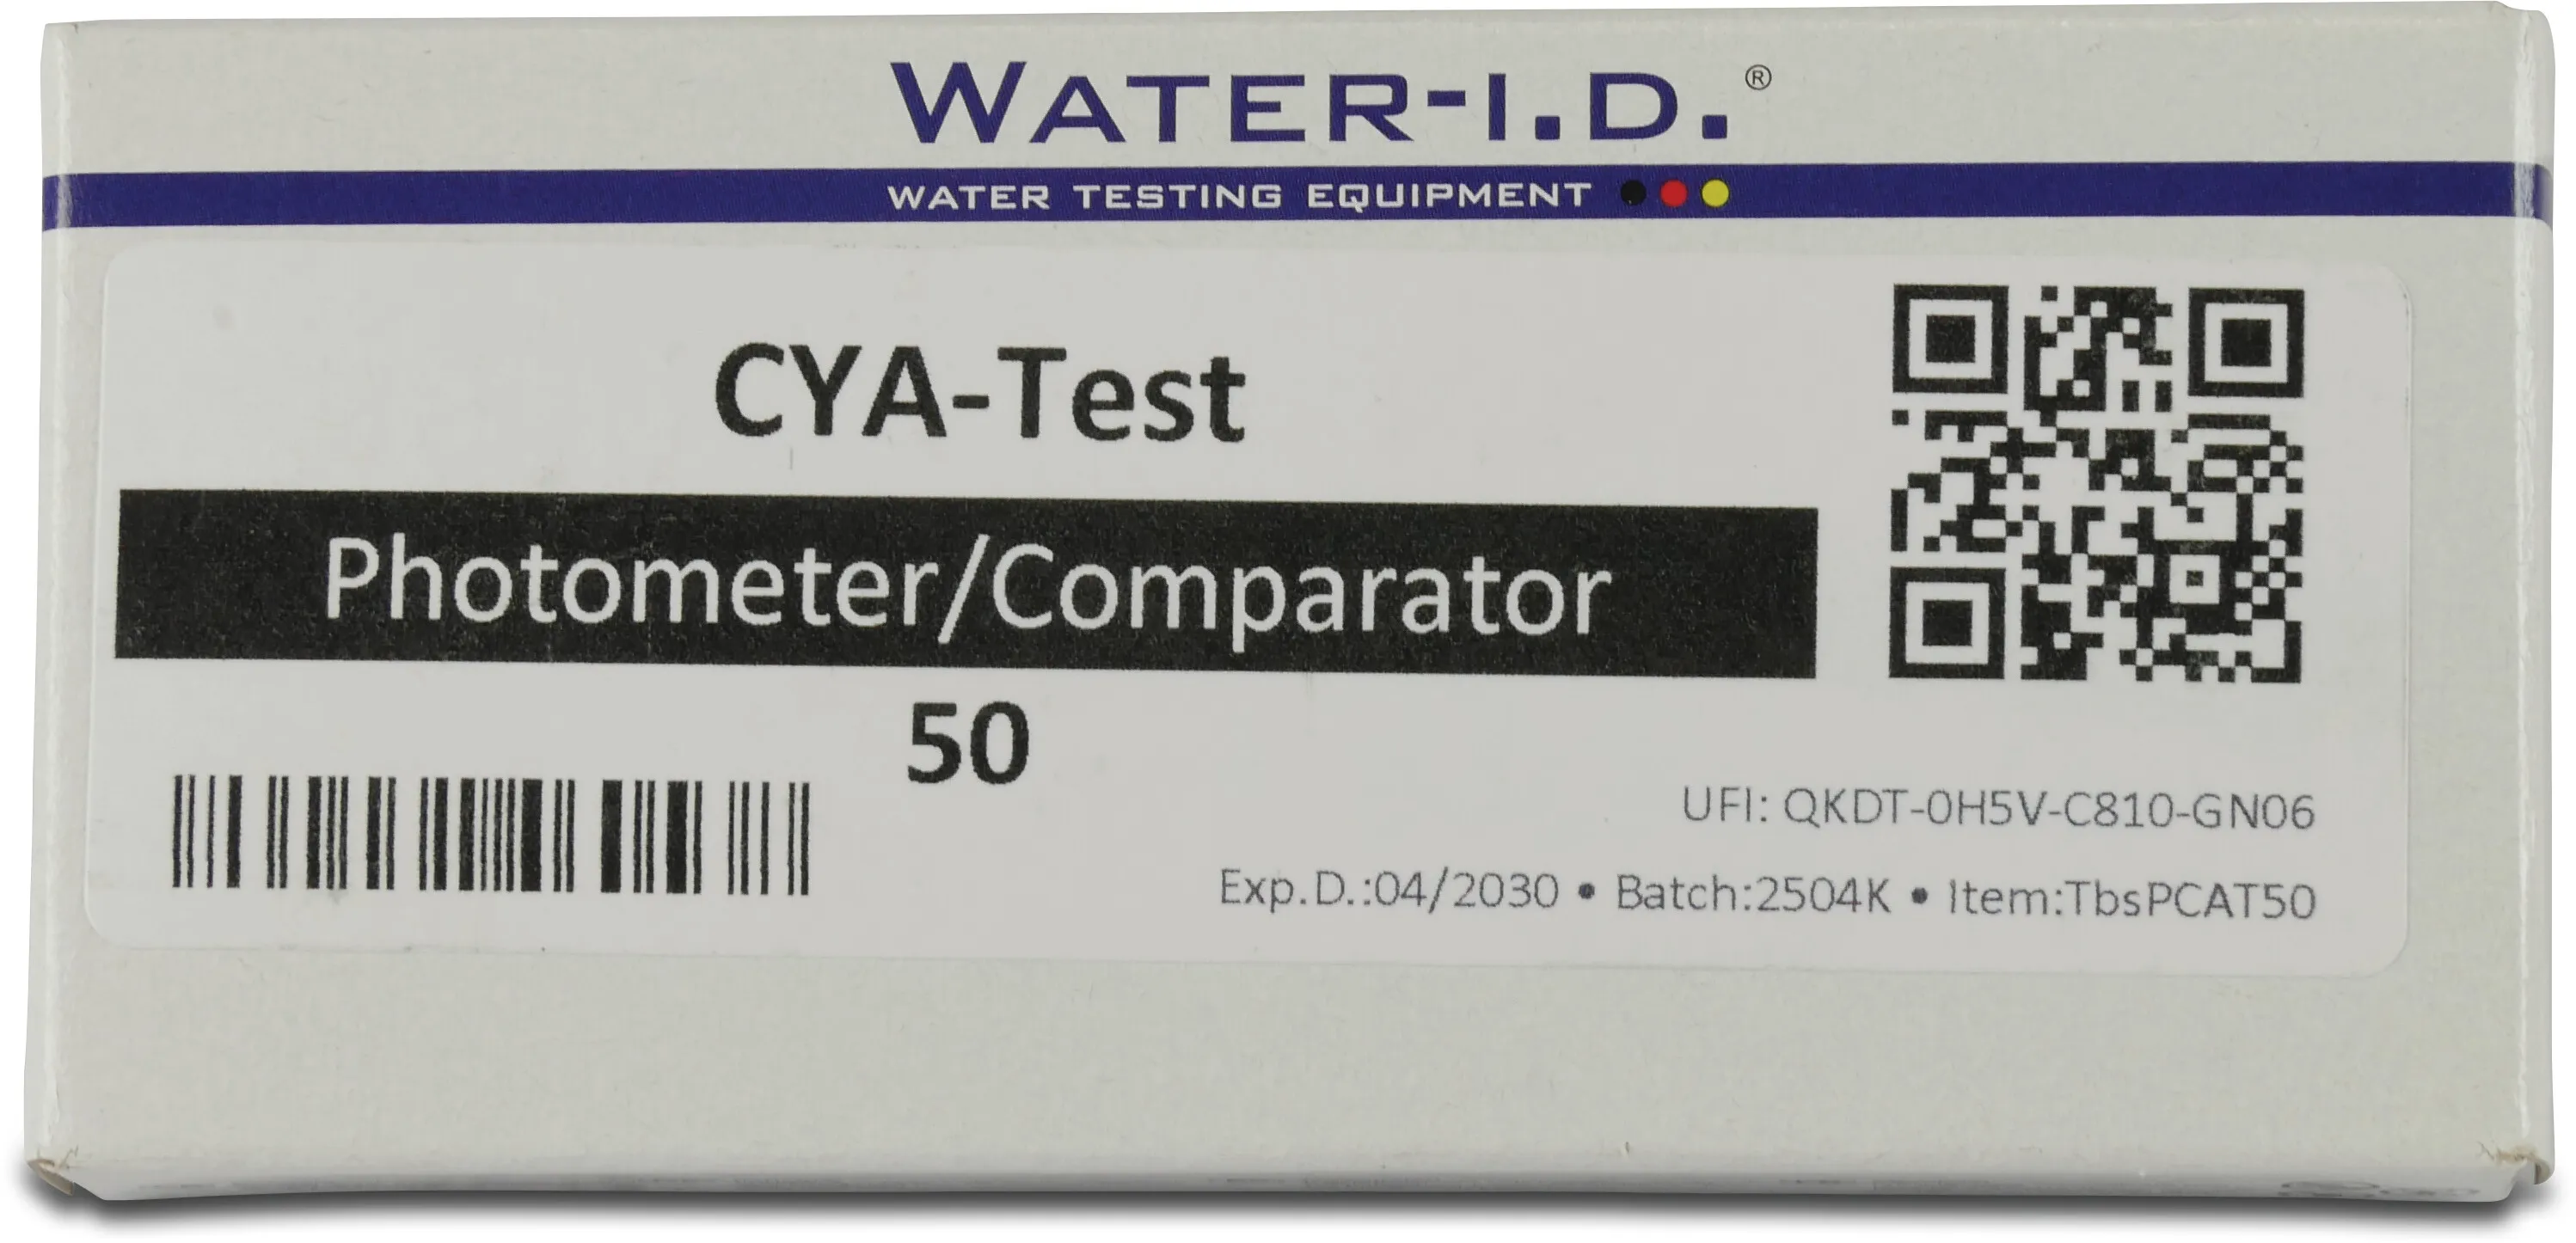 WATER-I.D.®
WATER TESTING EQUIPMENT
CYA-Test
Photometer/Comparator
50
UFI: QKDT-0H5V-C810-GN06
Exp.D.:04/2030 • Batch:2504K • Item:TbsPCAT50